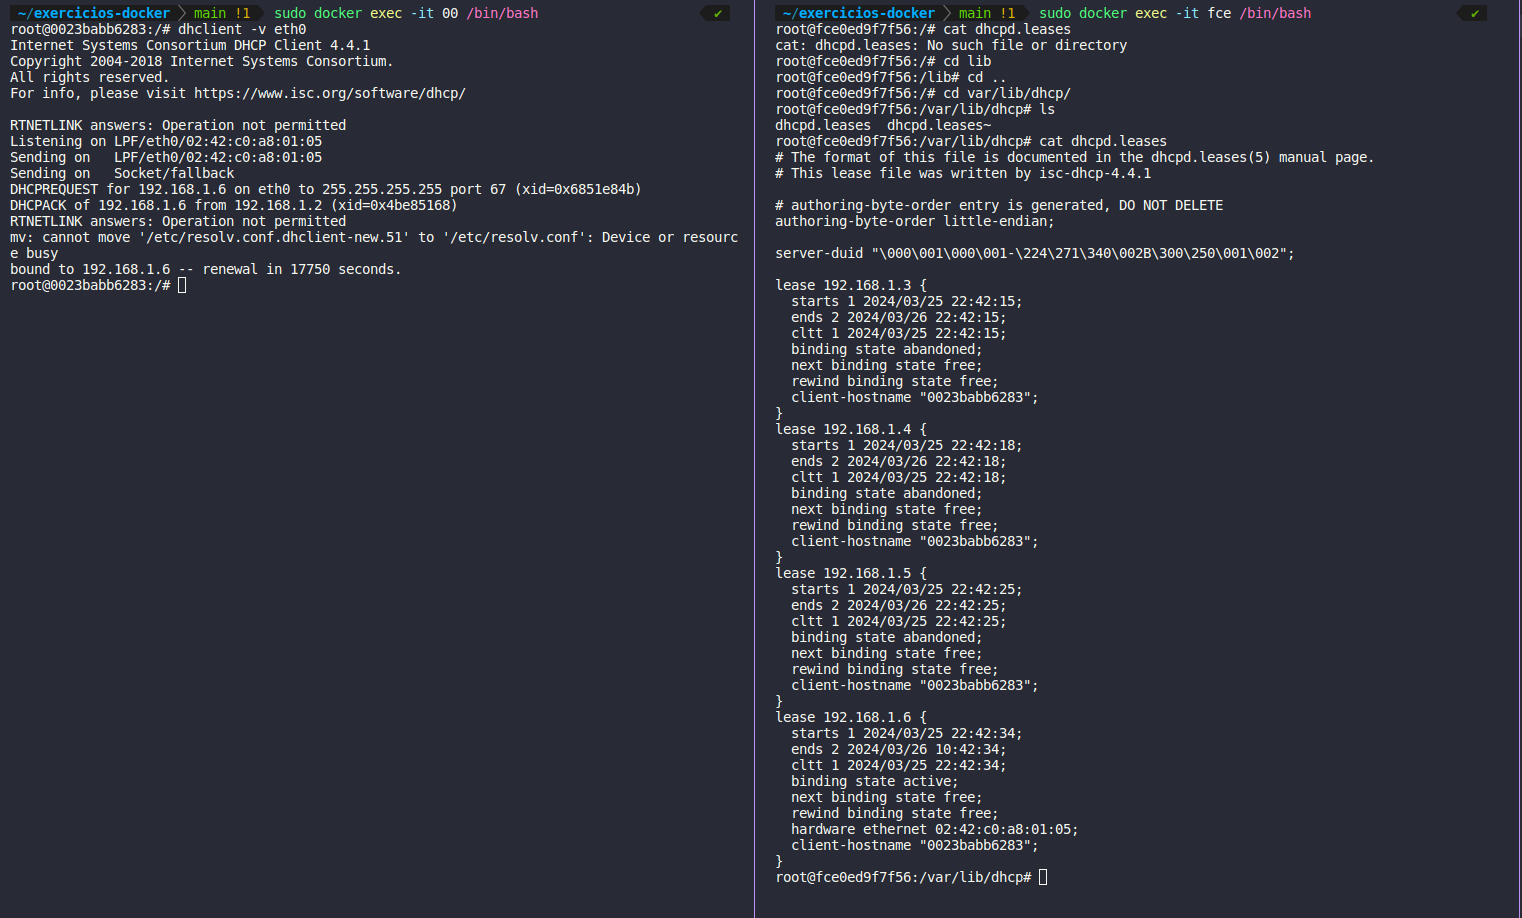 ~/exercicios-docker main !1 sudo docker exec -it 00 /bin/bash ✔
root@0023babb6283:/# dhclient -v eth0
Internet Systems Consortium DHCP Client 4.4.1
Copyright 2004-2018 Internet Systems Consortium.
All rights reserved.
For info, please visit https://www.isc.org/software/dhcp/

RTNETLINK answers: Operation not permitted
Listening on LPF/eth0/02:42:c0:a8:01:05
Sending on   LPF/eth0/02:42:c0:a8:01:05
Sending on   Socket/fallback
DHCPREQUEST for 192.168.1.6 on eth0 to 255.255.255.255 port 67 (xid=0x6851e84b)
DHCPACK of 192.168.1.6 from 192.168.1.2 (xid=0x4be85168)
RTNETLINK answers: Operation not permitted
mv: cannot move '/etc/resolv.conf.dhclient-new.51' to '/etc/resolv.conf': Device or resourc
e busy
bound to 192.168.1.6 -- renewal in 17750 seconds.
root@0023babb6283:/#
~/exercicios-docker main !1 sudo docker exec -it fce /bin/bash ✔
root@fce0ed9f7f56:/# cat dhcpd.leases
cat: dhcpd.leases: No such file or directory
root@fce0ed9f7f56:/# cd lib
root@fce0ed9f7f56:/lib# cd ..
root@fce0ed9f7f56:/# cd var/lib/dhcp/
root@fce0ed9f7f56:/var/lib/dhcp# ls
dhcpd.leases  dhcpd.leases~
root@fce0ed9f7f56:/var/lib/dhcp# cat dhcpd.leases
# The format of this file is documented in the dhcpd.leases(5) manual page.
# This lease file was written by isc-dhcp-4.4.1

# authoring-byte-order entry is generated, DO NOT DELETE
authoring-byte-order little-endian;

server-duid "\000\001\000\001-\224\271\340\002B\300\250\001\002";

lease 192.168.1.3 {
  starts 1 2024/03/25 22:42:15;
  ends 2 2024/03/26 22:42:15;
  cltt 1 2024/03/25 22:42:15;
  binding state abandoned;
  next binding state free;
  rewind binding state free;
  client-hostname "0023babb6283";
}
lease 192.168.1.4 {
  starts 1 2024/03/25 22:42:18;
  ends 2 2024/03/26 22:42:18;
  cltt 1 2024/03/25 22:42:18;
  binding state abandoned;
  next binding state free;
  rewind binding state free;
  client-hostname "0023babb6283";
}
lease 192.168.1.5 {
  starts 1 2024/03/25 22:42:25;
  ends 2 2024/03/26 22:42:25;
  cltt 1 2024/03/25 22:42:25;
  binding state abandoned;
  next binding state free;
  rewind binding state free;
  client-hostname "0023babb6283";
}
lease 192.168.1.6 {
  starts 1 2024/03/25 22:42:34;
  ends 2 2024/03/26 10:42:34;
  cltt 1 2024/03/25 22:42:34;
  binding state active;
  next binding state free;
  rewind binding state free;
  hardware ethernet 02:42:c0:a8:01:05;
  client-hostname "0023babb6283";
}
root@fce0ed9f7f56:/var/lib/dhcp#